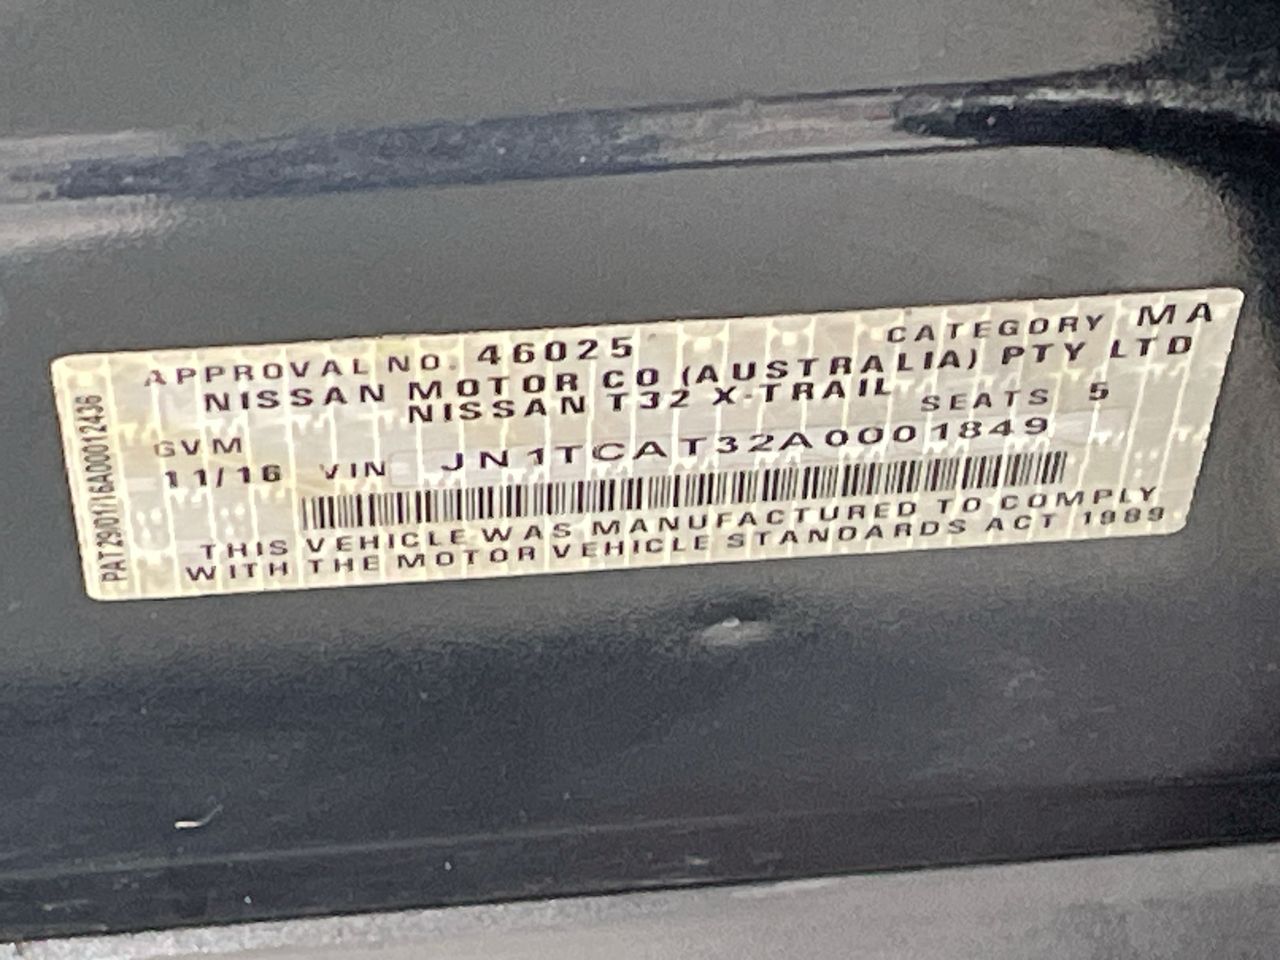 APPROVAL NO. 46025 CATEGORY MA
NISSAN MOTOR CO (AUSTRALIA) PTY LTD
NISSAN T32 X-TRAIL SEATS 5
GVM
11/16 VIN JN1TCAT32A0001849
THIS VEHICLE WAS MANUFACTURED TO COMPLY
WITH THE MOTOR VEHICLE STANDARDS ACT 1989
PAT29/01/16A00012436